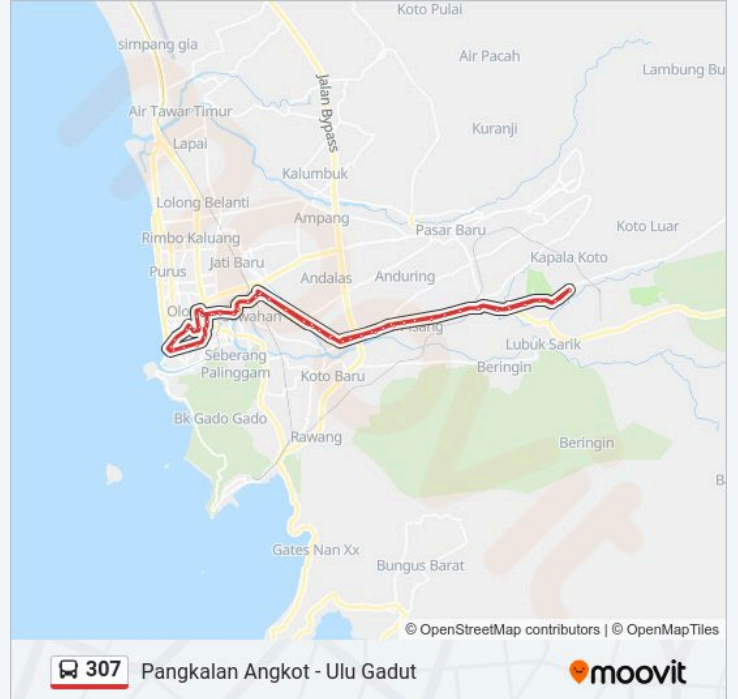 Koto Pulai
simpang gia
Air Pacah
Lambung Bu
Jalan Bypass
Air Tawar Timur
Kuranji
Lapai
Kalumbuk
Lolong Belanti
Ampang
Koto Luar
Pasar Baru
Rimbo Kaluang
Jati Baru
Kapala Koto
Purus
Andalas
Anduring
Olo
wahan
sang
Lubuk Sarik
Seberang
Palinggam
Beringin
Koto Baru
Bk Gado Gado
Rawang
Beringin
B
Gates Nan Xx
Bungus Barat
© OpenStreetMap contributors | © OpenMapTiles
307 Pangkalan Angkot - Ulu Gadut
moovit